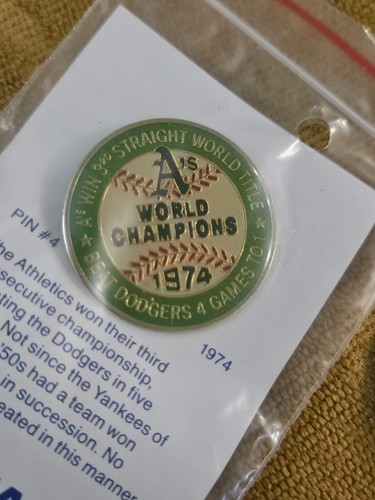 A's WIN 3RD STRAIGHT WORLD TITLE
A's
WORLD
CHAMPIONS
1974
BEAT DODGERS 4 GAMES TO 1
PIN #4
1974
he Athletics won their third
secutive championship,
ting the Dodgers in five
Not since the Yankees of
'50s had a team won
in succession. No
eated in this manner